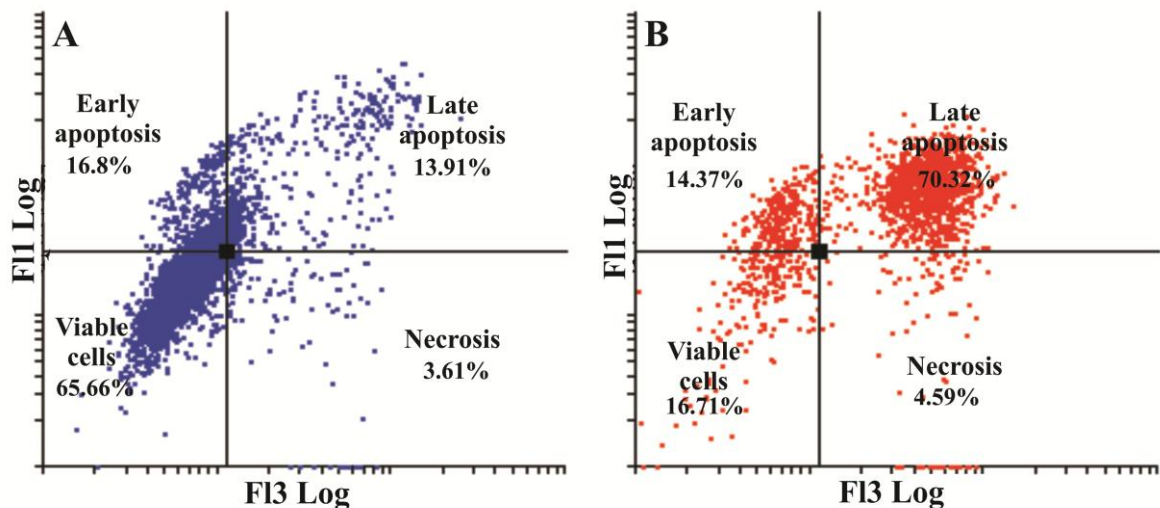 A
Early
apoptosis
16.8%
Late
apoptosis
13.91%
Viable
cells
65.66%
Necrosis
3.61%
Fl1 Log
Fl3 Log
B
Early
apoptosis
14.37%
Late
apoptosis
70.32%
Viable
cells
16.71%
Necrosis
4.59%
Fl1 Log
Fl3 Log